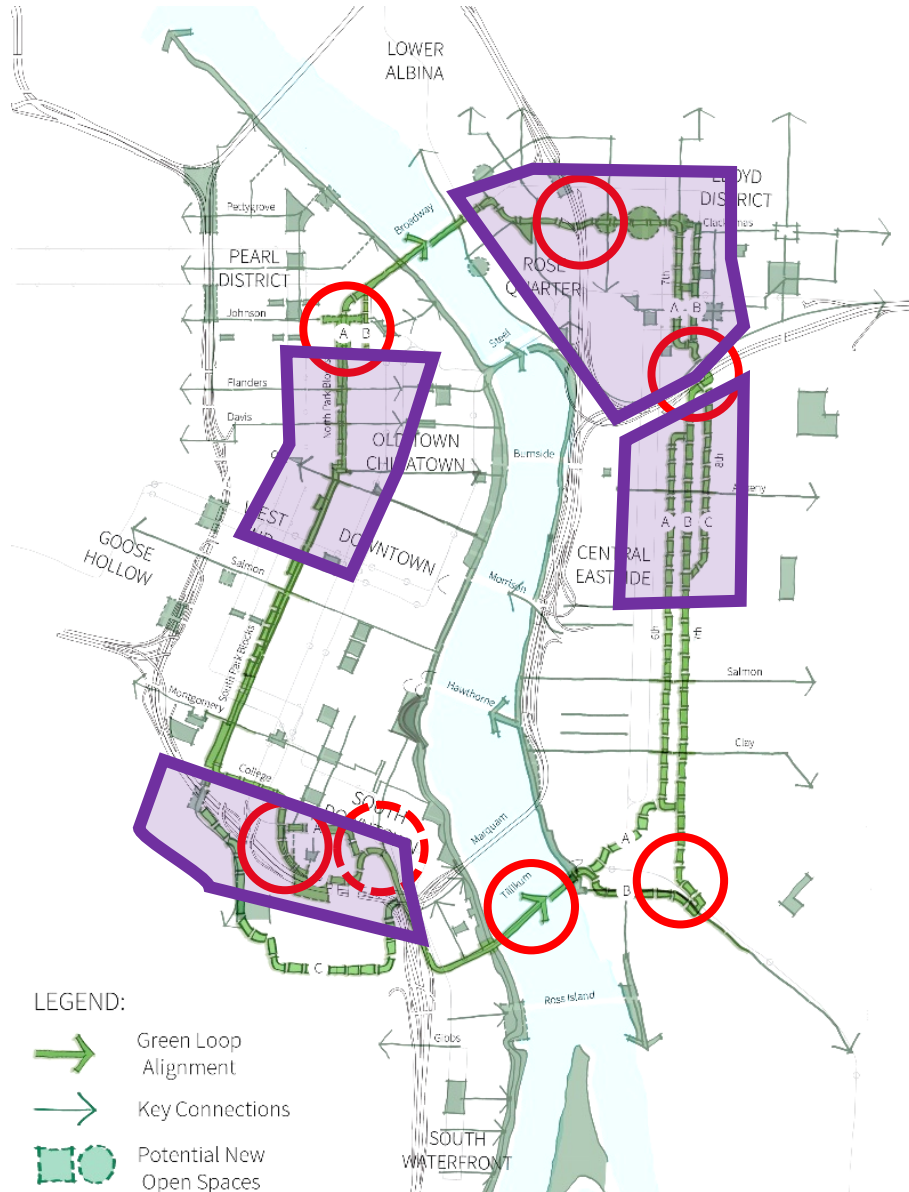 LOWER
ALBINA
LLOYD
DISTRICT
Pettygrove
Broadway
Clackamas
PEARL
DISTRICT
ROSE
QUARTER
7th
Johnson
A B
A B
Steel
Flanders
North Park Blocks
Davis
OLD TOWN
CHINATOWN
Burnside
8th
Ankeny
WEST
DOWNTOWN
A B C
GOOSE
HOLLOW
Salmon
CENTRAL
EASTSIDE
Morrison
6th
South Park Blocks
Salmon
Montgomery
Hawthorne
Clay
College
SOUTH
Marquam
A
A
B
Tilikum
B
C
Ross Island
LEGEND:
Gibbs
Green Loop
Alignment
Key Connections
SOUTH
WATERFRONT
Potential New
Open Spaces